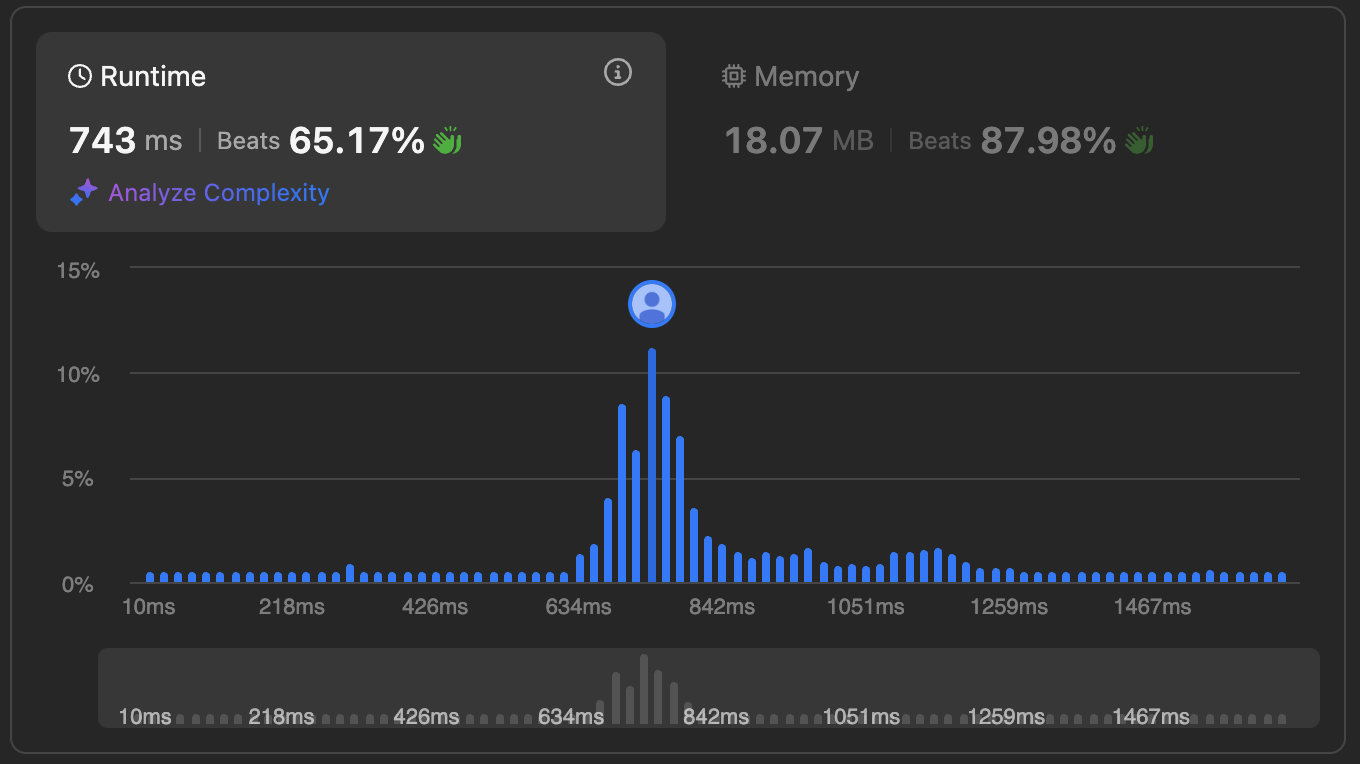 Runtime
743 ms | Beats 65.17%
Analyze Complexity
Memory
18.07 MB | Beats 87.98%
15%
10%
5%
0%
10ms 218ms 426ms 634ms 842ms 1051ms 1259ms 1467ms
10ms 218ms 426ms 634ms 842ms 1051ms 1259ms 1467ms